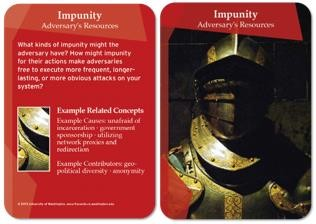 Impunity
Adversary's Resources
What kinds of impunity might the
adversary have? How might impunity
for their actions make adversaries
free to execute more frequent, longer-
lasting, or more obvious attacks on your
system?
Example Related Concepts
Example Causes: unafraid of
incarceration · government
sponsorship · utilizing
network proxies and
redirection
Example Contributors: geo-
political diversity · anonymity
Impunity
Adversary's Resources